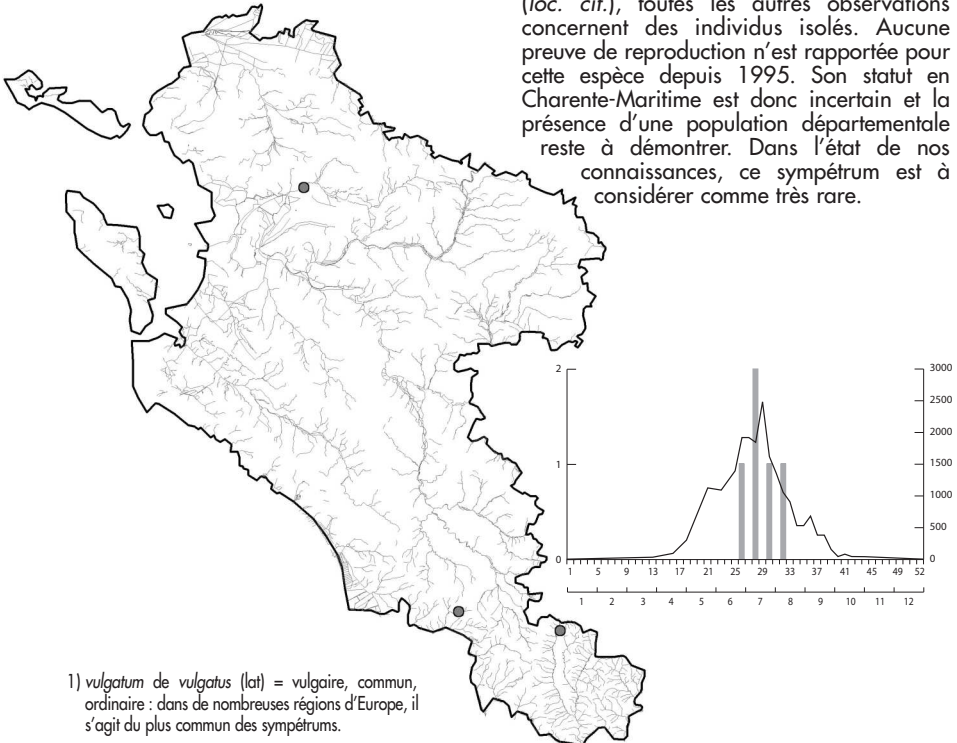 (loc. cit.), toutes les autres observations
concernent des individus isolés. Aucune
preuve de reproduction n'est rapportée pour
cette espèce depuis 1995. Son statut en
Charente-Maritime est donc incertain et la
présence d'une population départementale
reste à démontrer. Dans l'état de nos
connaissances, ce sympétrum est à
considérer comme très rare.
2 3000
2500
2000
1 1500
1000
500
0 0
1 5 9 13 17 21 25 29 33 37 41 45 49 52
1 2 3 4 5 6 7 8 9 10 11 12
1) vulgatum de vulgatus (lat) = vulgaire, commun,
ordinaire : dans de nombreuses régions d'Europe, il
s'agit du plus commun des sympétrums.